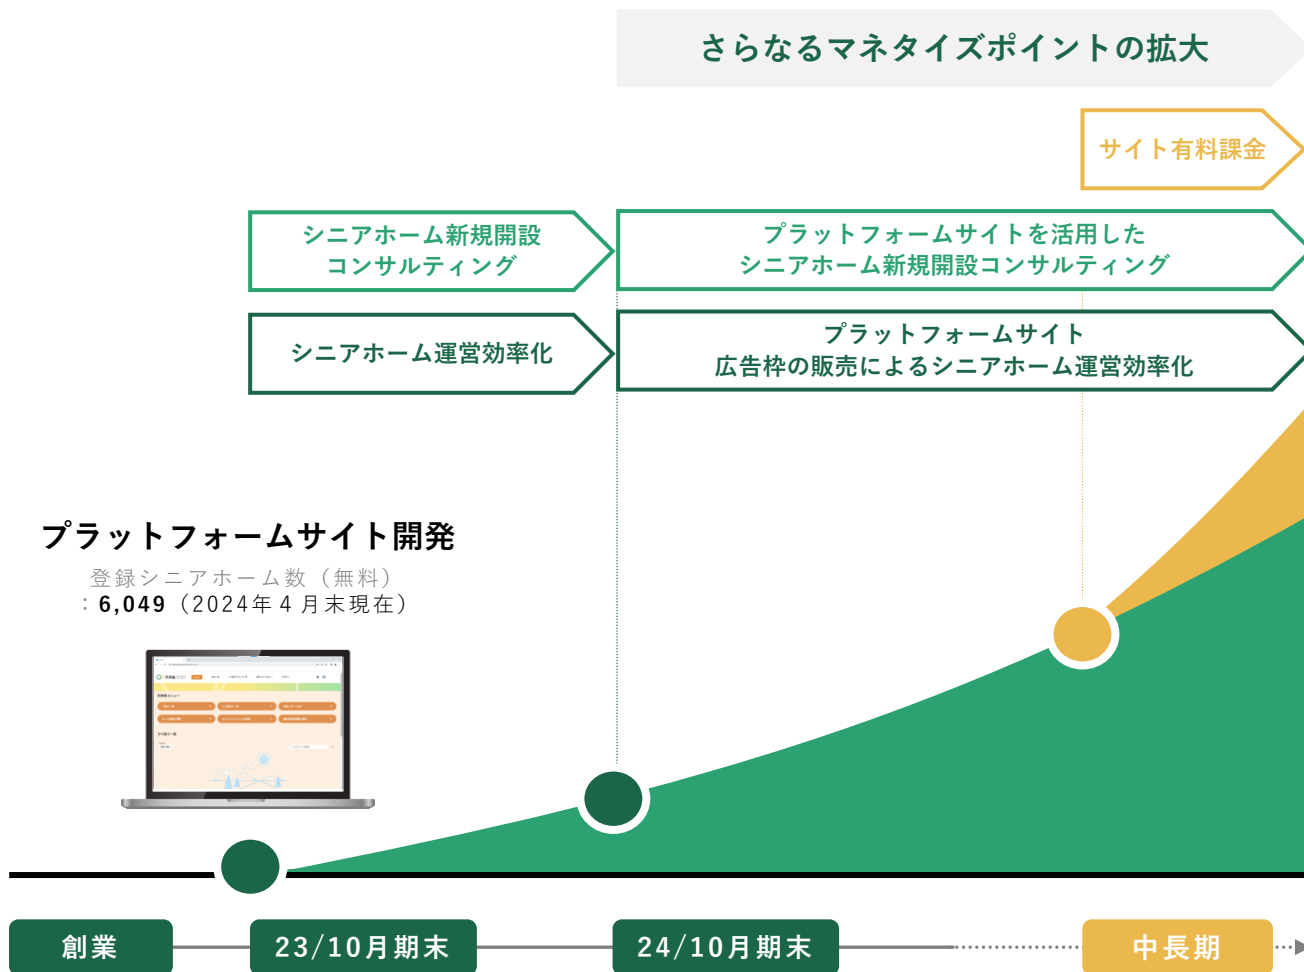 さらなるマネタイズポイントの拡大
サイト有料課金
シニアホーム新規開設
コンサルティング
プラットフォームサイトを活用した
シニアホーム新規開設コンサルティング
シニアホーム運営効率化
プラットフォームサイト
広告枠の販売によるシニアホーム運営効率化
プラットフォームサイト開発
登録シニアホーム数（無料）
：6,049（2024年４月末現在）
創業
23/10月期末
24/10月期末
中長期